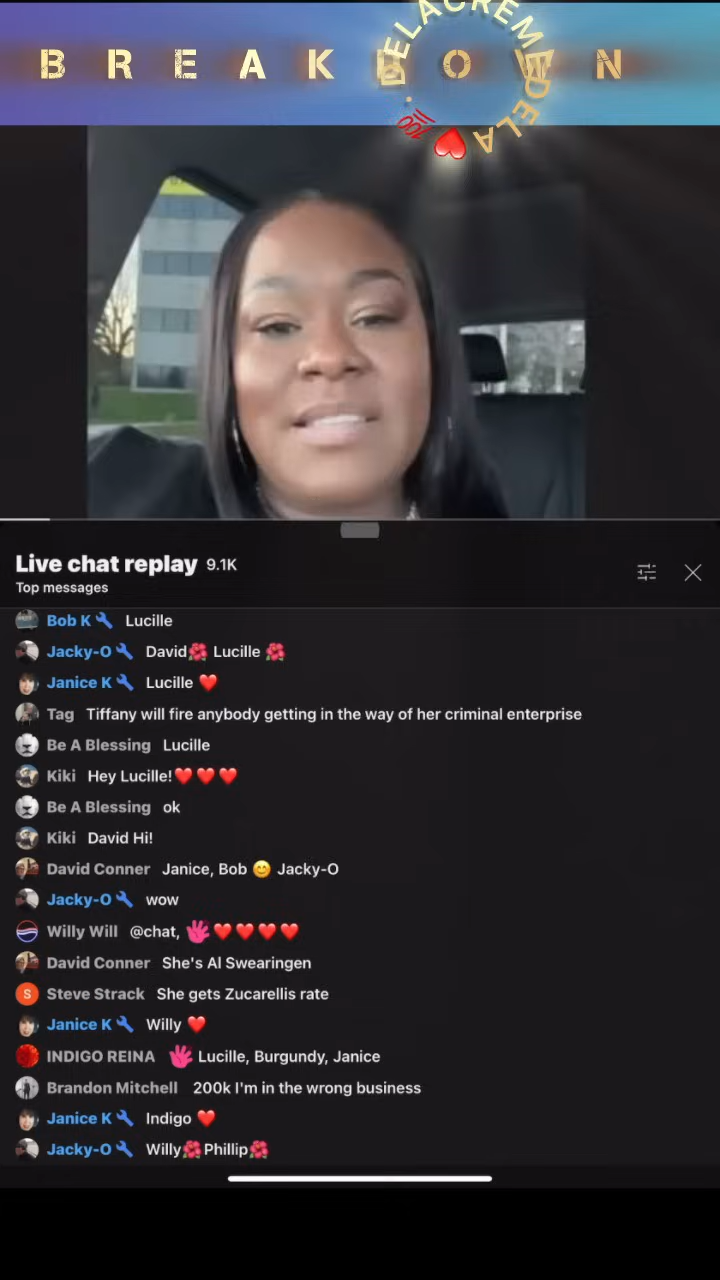 BREAKDOWN
DELACREMEDELA
Live chat replay 9.1K
Top messages
Bob K Lucille
Jacky-O David🌺 Lucille 🌺
Janice K Lucille ❤️
Tag Tiffany will fire anybody getting in the way of her criminal enterprise
Be A Blessing Lucille
Kiki Hey Lucille!❤️❤️❤️
Be A Blessing ok
Kiki David Hi!
David Conner Janice, Bob 😊 Jacky-O
Jacky-O wow
Willy Will @chat, ❤️❤️❤️❤️
David Conner She's Al Swearingen
S Steve Strack She gets Zucarellis rate
Janice K Willy ❤️
INDIGO REINA Lucille, Burgundy, Janice
Brandon Mitchell 200k I'm in the wrong business
Janice K Indigo ❤️
Jacky-O Willy🌺Phillip🌺